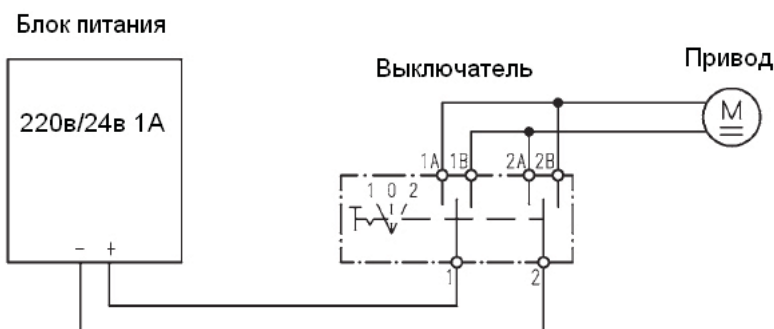 Блок питания
Выключатель
Привод
220в/24в 1А
М
1A 1B 2A 2B
1 0 2
- +
1 2